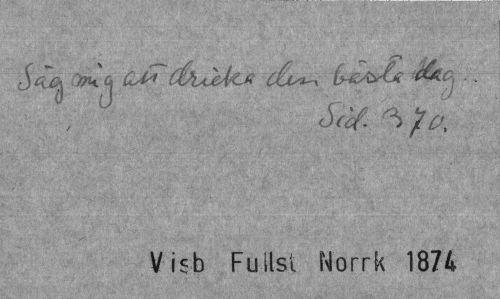 Säg mig att dricka den bästa dag..
Sid. 370.
Visb Fullst Norrk 1874